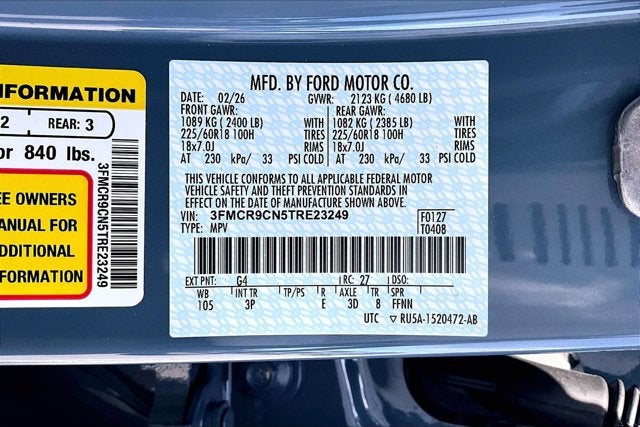 NFORMATION
2 REAR: 3
or 840 lbs.
EE OWNERS
ANUAL FOR
ADDITIONAL
ORMATION
3FMCR9CN5TRE23249
MFD. BY FORD MOTOR CO.
DATE: 02/26 GVWR: 2123 KG ( 4680 LB)
FRONT GAWR: REAR GAWR:
1089 KG ( 2400 LB) WITH 1082 KG ( 2385 LB) WITH
225/60R18 100H TIRES 225/60R18 100H TIRES
18x7.0J RIMS 18x7.0J RIMS
AT 230 kPa/ 33 PSI COLD AT 230 kPa/ 33 PSI COLD
THIS VEHICLE CONFORMS TO ALL APPLICABLE FEDERAL MOTOR
VEHICLE SAFETY AND THEFT PREVENTION STANDARDS IN
EFFECT ON THE DATE OF MANUFACTURE SHOWN ABOVE.
VIN: 3FMCR9CN5TRE23249 F0127
TYPE: MPV T0408
EXT PNT: G4 RC: 27 DSO:
WB INT TR TP/PS R AXLE TR SPR
105 3P E 3D 8 FFNN
UTC RU5A-1520472-AB